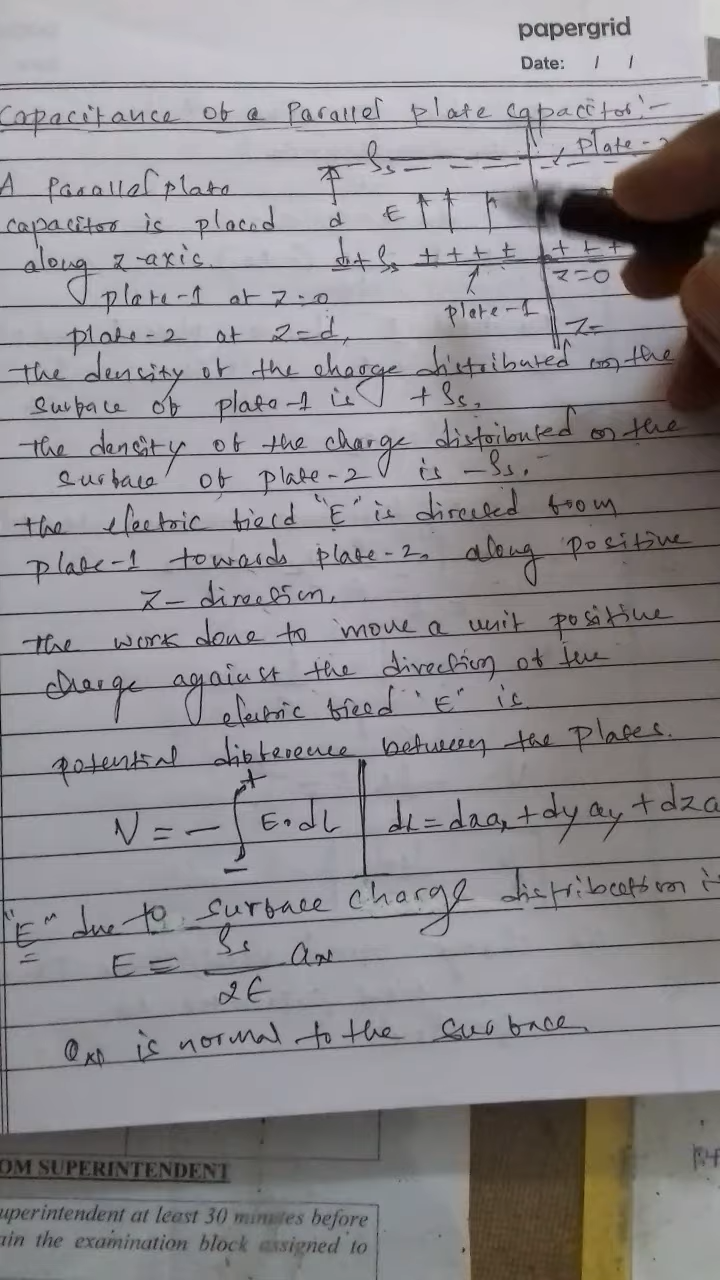 papergrid
Date: / /
Capacitance of a Parallel plate capacitor:-
ρs – – – – Plate-2
A Parallel plate
d E
capacitor is placed
+ρs + + + + + + +
along z-axis.
z=0
plate-1 at z=0
plate-1
plate-2 at z=d,
z=
the density of the charge distributed on the
surface of plate-1 is +ρs.
the density of the charge distributed on the
surface of plate-2 is -ρs.
the electric field "E" is directed from
plate-1 towards plate-2, along positive
z-direction.
the work done to move a unit positive
charge against the direction of the
electric field "E" is
potential difference between the plates.
V = - ∫ E.dL dL = dxax + dy ay + dza
"E" due to surface charge distribution i
E = ρs/2ϵ aN
aN is normal to the surface.
OM SUPERINTENDENT
uperintendent at least 30 minutes before
ain the examination block assigned to